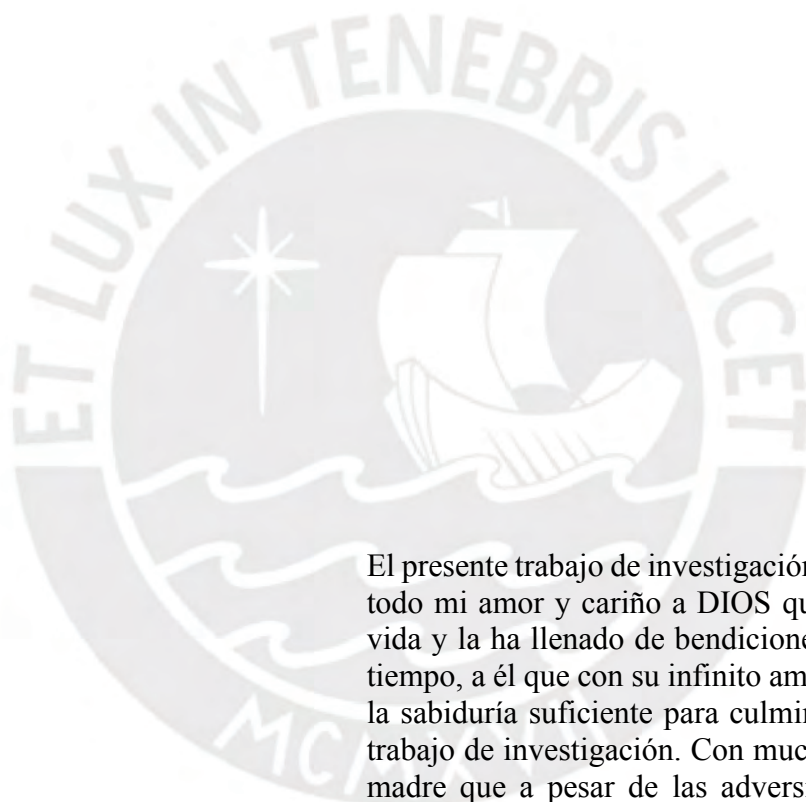 ET LUX IN TENEBRIS LUCET
MCMXVII
El presente trabajo de investigación
todo mi amor y cariño a DIOS qu
vida y la ha llenado de bendicione
tiempo, a él que con su infinito am
la sabiduría suficiente para culmin
trabajo de investigación. Con muc
madre que a pesar de las advers